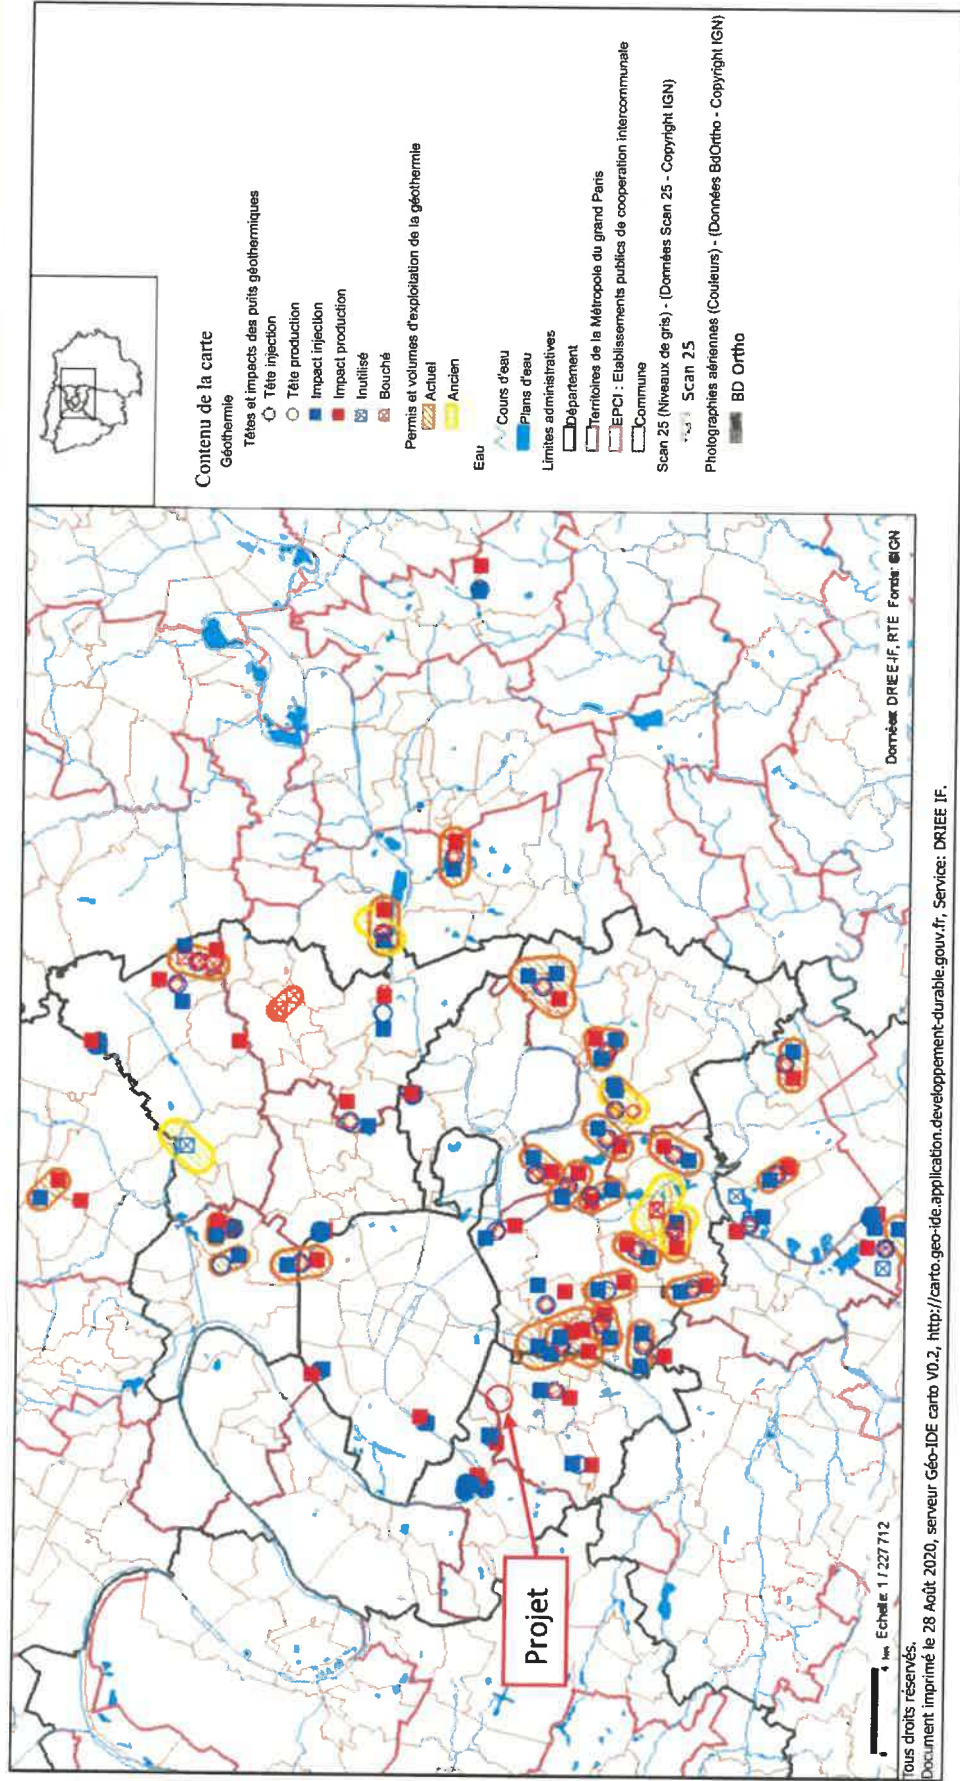 Contenu de la carte
Géothermie
Têtes et impacts des puits géothermiques
Tête injection
Tête production
Impact injection
Impact production
Inutilisé
Bouché
Permis et volumes d'exploitation de la géothermie
Actuel
Ancien
Eau
Cours d'eau
Plans d'eau
Limites administratives
Département
Territoires de la Métropole du grand Paris
EPCI : Etablissements publics de cooperation intercommunale
Commune
Scan 25 (Niveaux de gris) - (Données Scan 25 - Copyright IGN)
Scan 25
Photographies aériennes (Couleurs) - (Données BdOrtho - Copyright IGN)
BD Ortho
Projet
4 km Echelle 1 / 227 712
Données DRIEE-IF, RTE Fonds: ©IGN
Tous droits réservés.
Document imprimé le 28 Août 2020, serveur Géo-IDE carto V0.2, http://carto.geo-ide.application.developpement-durable.gouv.fr, Service: DRIEE IF.